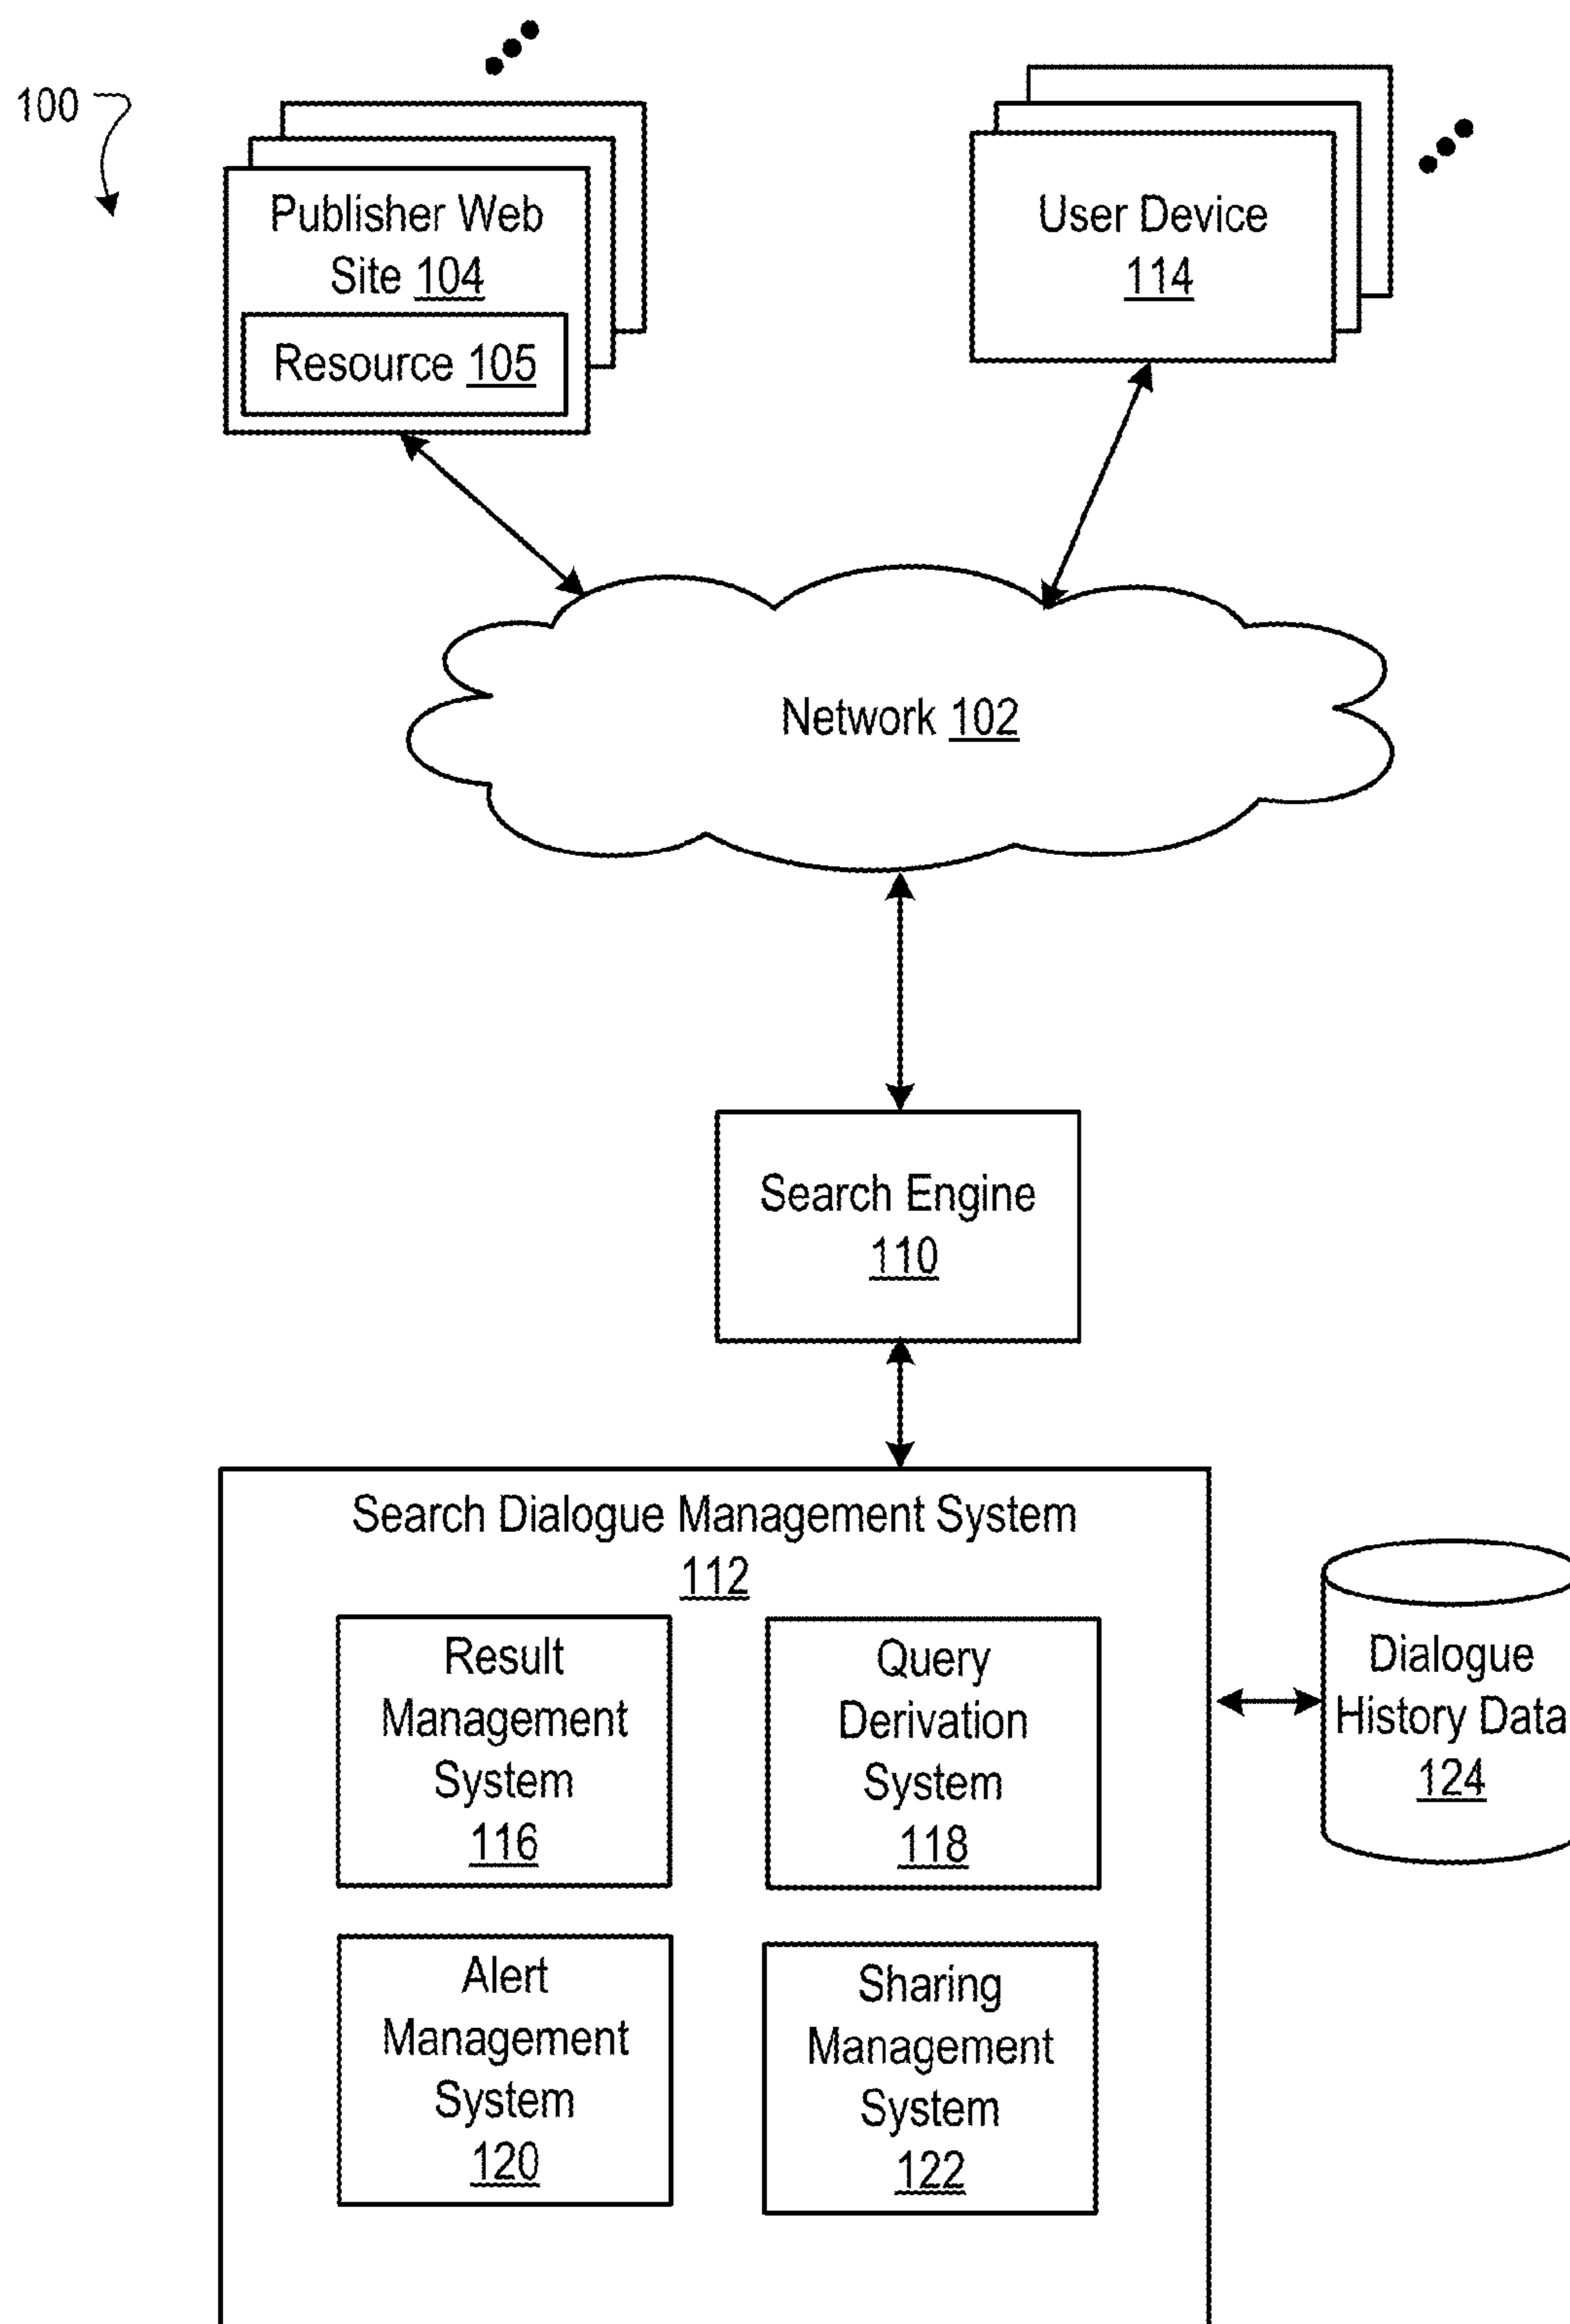 100
Publisher Web
Site 104
Resource 105
User Device
114
Network 102
Search Engine
110
Search Dialogue Management System
112
Result
Management
System
116
Query
Derivation
System
118
Alert
Management
System
120
Sharing
Management
System
122
Dialogue
History Data
124